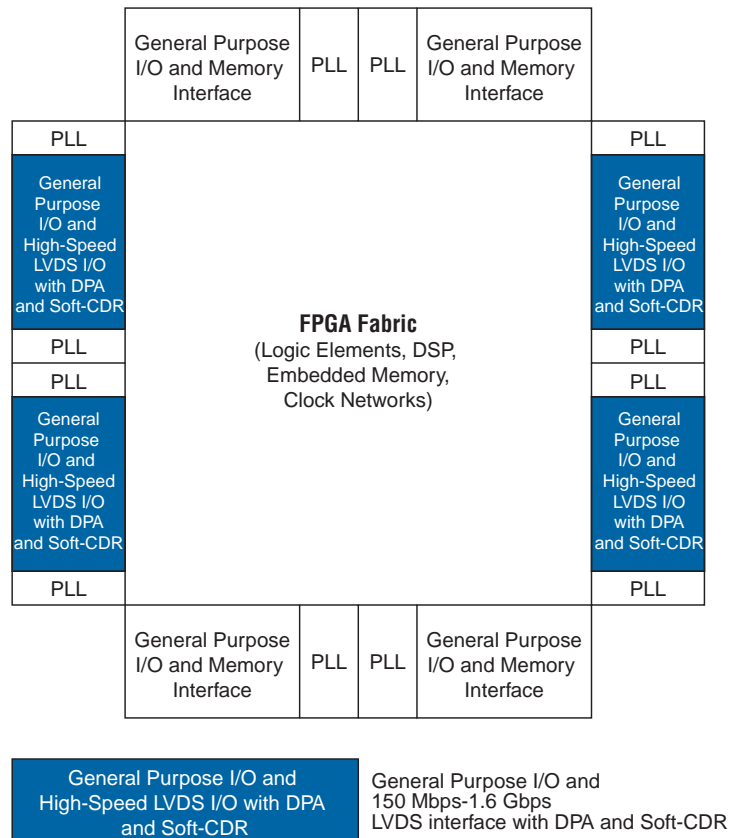 General Purpose
I/O and Memory
Interface
PLL
PLL
General Purpose
I/O and Memory
Interface
PLL
General
Purpose
I/O and
High-Speed
LVDS I/O
with DPA
and Soft-CDR
PLL
PLL
General
Purpose
I/O and
High-Speed
LVDS I/O
with DPA
and Soft-CDR
PLL
FPGA Fabric
(Logic Elements, DSP,
Embedded Memory,
Clock Networks)
PLL
General
Purpose
I/O and
High-Speed
LVDS I/O
with DPA
and Soft-CDR
PLL
PLL
General
Purpose
I/O and
High-Speed
LVDS I/O
with DPA
and Soft-CDR
PLL
General Purpose
I/O and Memory
Interface
PLL
PLL
General Purpose
I/O and Memory
Interface
General Purpose I/O and
High-Speed LVDS I/O with DPA
and Soft-CDR
General Purpose I/O and
150 Mbps-1.6 Gbps
LVDS interface with DPA and Soft-CDR